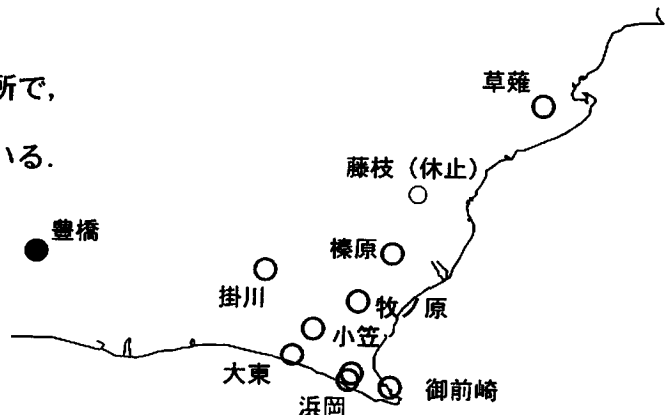 所で,
いる.
草薙
藤枝（休止）
豊橋
榛原
掛川
牧ノ原
小笠
大東
御前崎
浜岡